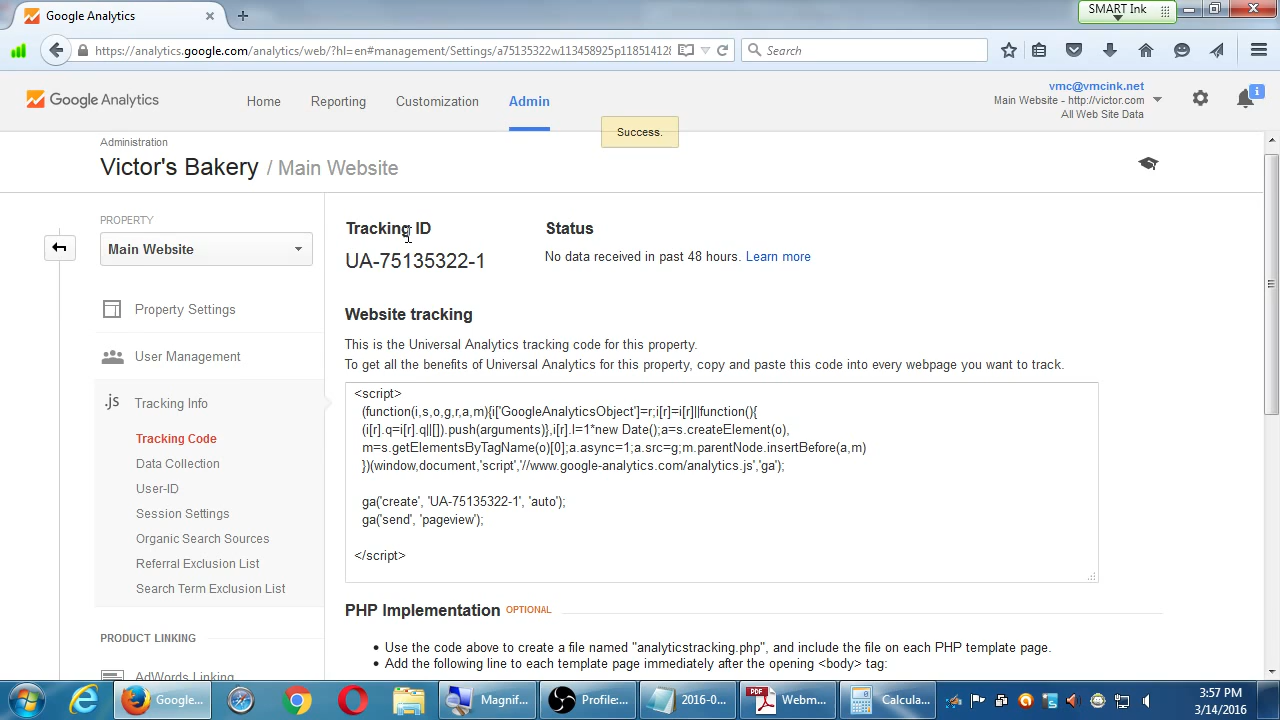 Google Analytics
SMART Ink
https://analytics.google.com/analytics/web/?hl=en#management/Settings/a75135322w113458925p11851412
Search
Google Analytics
Home
Reporting
Customization
Admin
vmc@vmcink.net
Main Website - http://victor.com
All Web Site Data
Success.
Administration
Victor's Bakery / Main Website
PROPERTY
Main Website
Property Settings
User Management
.js Tracking Info
Tracking Code
Data Collection
User-ID
Session Settings
Organic Search Sources
Referral Exclusion List
Search Term Exclusion List
PRODUCT LINKING
AdWords Linking
Tracking ID
UA-75135322-1
Status
No data received in past 48 hours. Learn more
Website tracking
This is the Universal Analytics tracking code for this property.
To get all the benefits of Universal Analytics for this property, copy and paste this code into every webpage you want to track.
<script>
(function(i,s,o,g,r,a,m){i['GoogleAnalyticsObject']=r;i[r]=i[r]||function(){
(i[r].q=i[r].q||[]).push(arguments)},i[r].l=1*new Date();a=s.createElement(o),
m=s.getElementsByTagName(o)[0];a.async=1;a.src=g;m.parentNode.insertBefore(a,m)
})(window,document,'script','//www.google-analytics.com/analytics.js','ga');
ga('create', 'UA-75135322-1', 'auto');
ga('send', 'pageview');
</script>
PHP Implementation OPTIONAL
Use the code above to create a file named "analyticstracking.php", and include the file on each PHP template page.
Add the following line to each template page immediately after the opening <body> tag:
Google...
Magnif...
Profile:...
2016-0...
PDF
Webm...
Calcula...
3:57 PM
3/14/2016